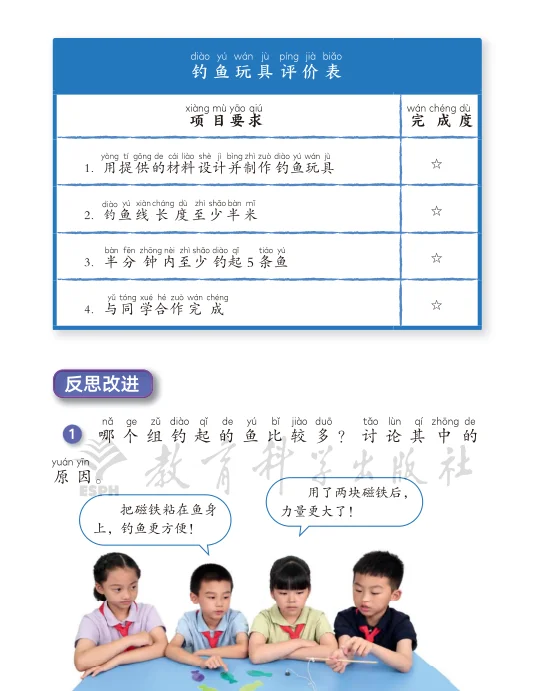 diào yú wán jù píng jià biǎo
钓鱼玩具评价表
xiàng mù yāo qiú
项目要求
wán chéng dù
完成度
yòng tí gōng de cái liào shè jì bìng zhì zuò diào yú wán jù
1. 用提供的材料设计并制作钓鱼玩具
☆
diào yú xiàn cháng dù zhì shǎo bàn mǐ
2. 钓鱼线长度至少半米
☆
bàn fēn zhōng nèi zhì shǎo diào qǐ tiáo yú
3. 半分钟内至少钓起5条鱼
☆
yǔ tóng xué hé zuò wán chéng
4. 与同学合作完成
☆
反思改进
nǎ ge zǔ diào qǐ de yú bǐ jiào duō tǎo lùn qí zhōng de
1 哪个组钓起的鱼比较多？讨论其中的
yuán yīn
原因。
ESPH 教育科学出版社
把磁铁粘在鱼身
上，钓鱼更方便！
用了两块磁铁后，
力量更大了！